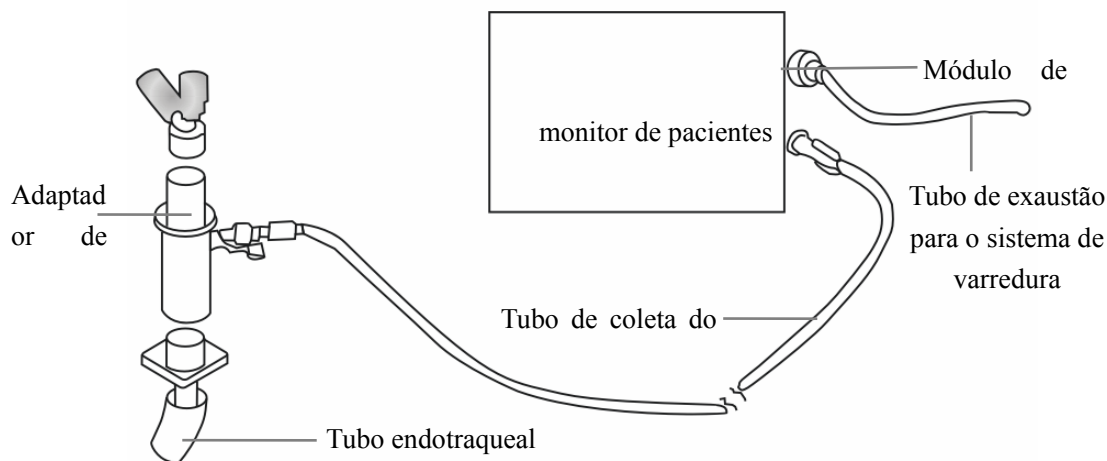 Módulo de
monitor de pacientes
Adaptad
or de
Tubo de exaustão
para o sistema de
varredura
Tubo de coleta do
Tubo endotraqueal